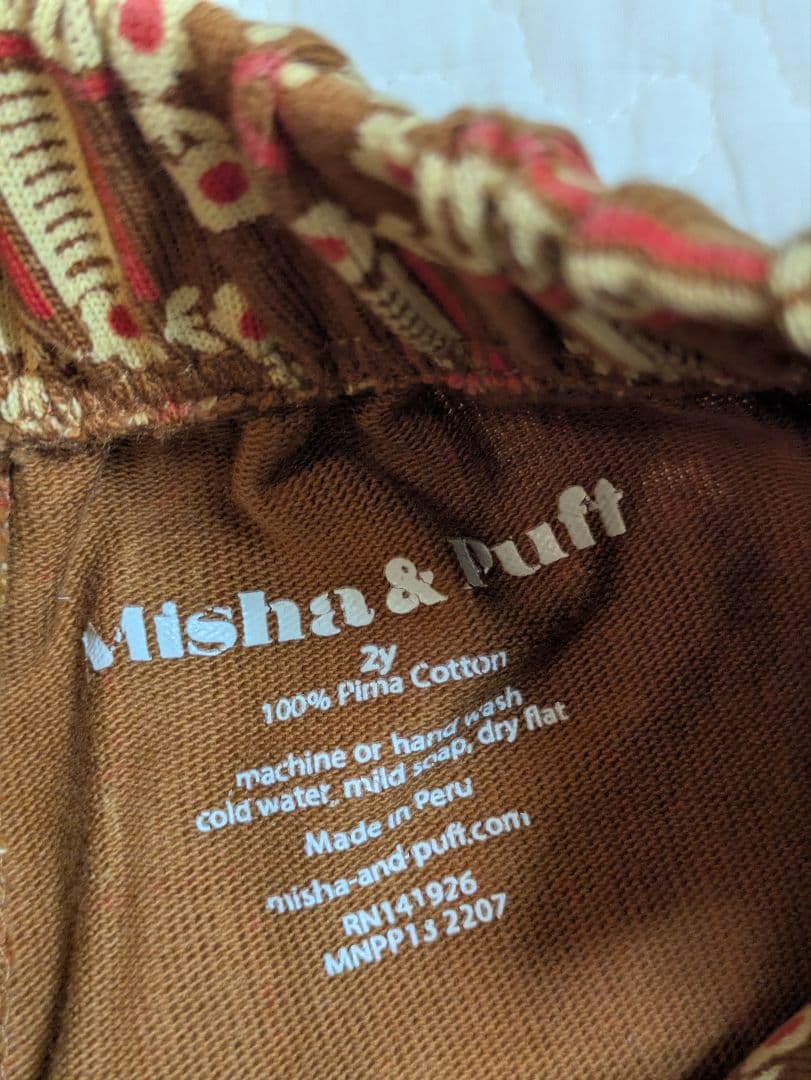 Misha & Puff
2y
100% Pima Cotton
machine or hand wash
cold water, mild soap, dry flat
Made in Peru
misha-and-puff.com
RN141926
MNPP13 2207